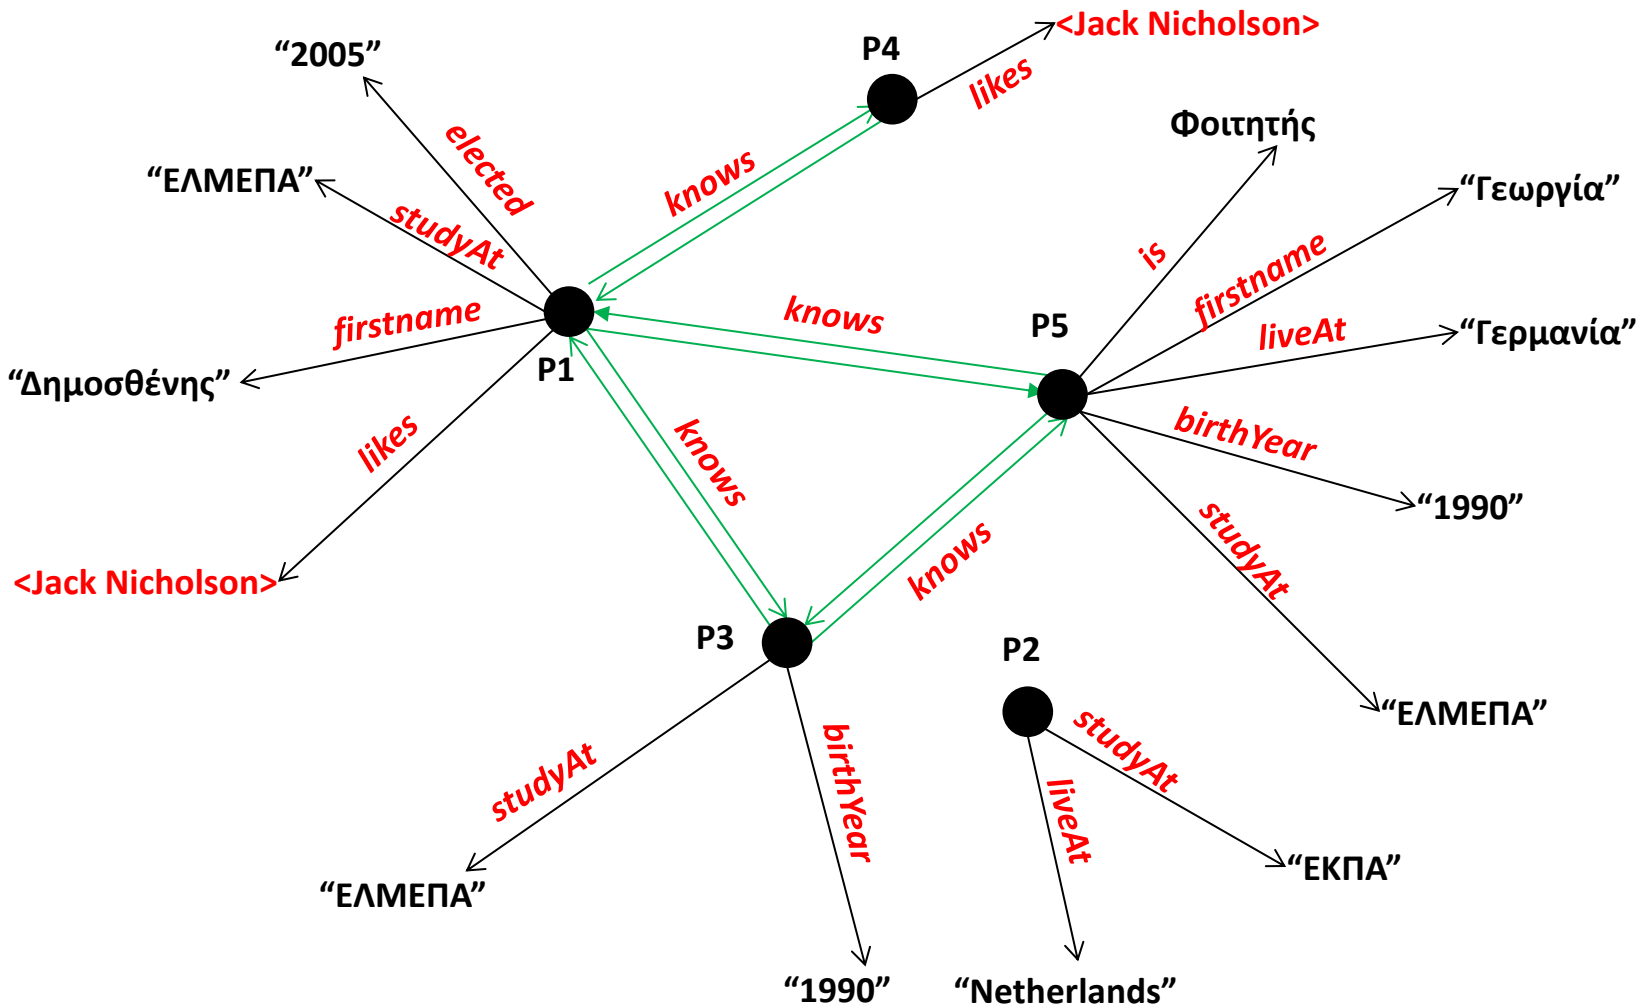 <Jack Nicholson>
P4
“2005”
likes
Φοιτητής
elected
“ΕΛΜΕΠΑ”
knows
“Γεωργία”
studyAt
is
firstname
firstname
knows
P5
liveAt
“Γερμανία”
P1
“Δημοσθένης”
likes
knows
birthYear
“1990”
studyAt
knows
<Jack Nicholson>
P3
P2
“ΕΛΜΕΠΑ”
studyAt
birthYear
studyAt
liveAt
“ΕΚΠΑ”
“ΕΛΜΕΠΑ”
“1990”
“Netherlands”